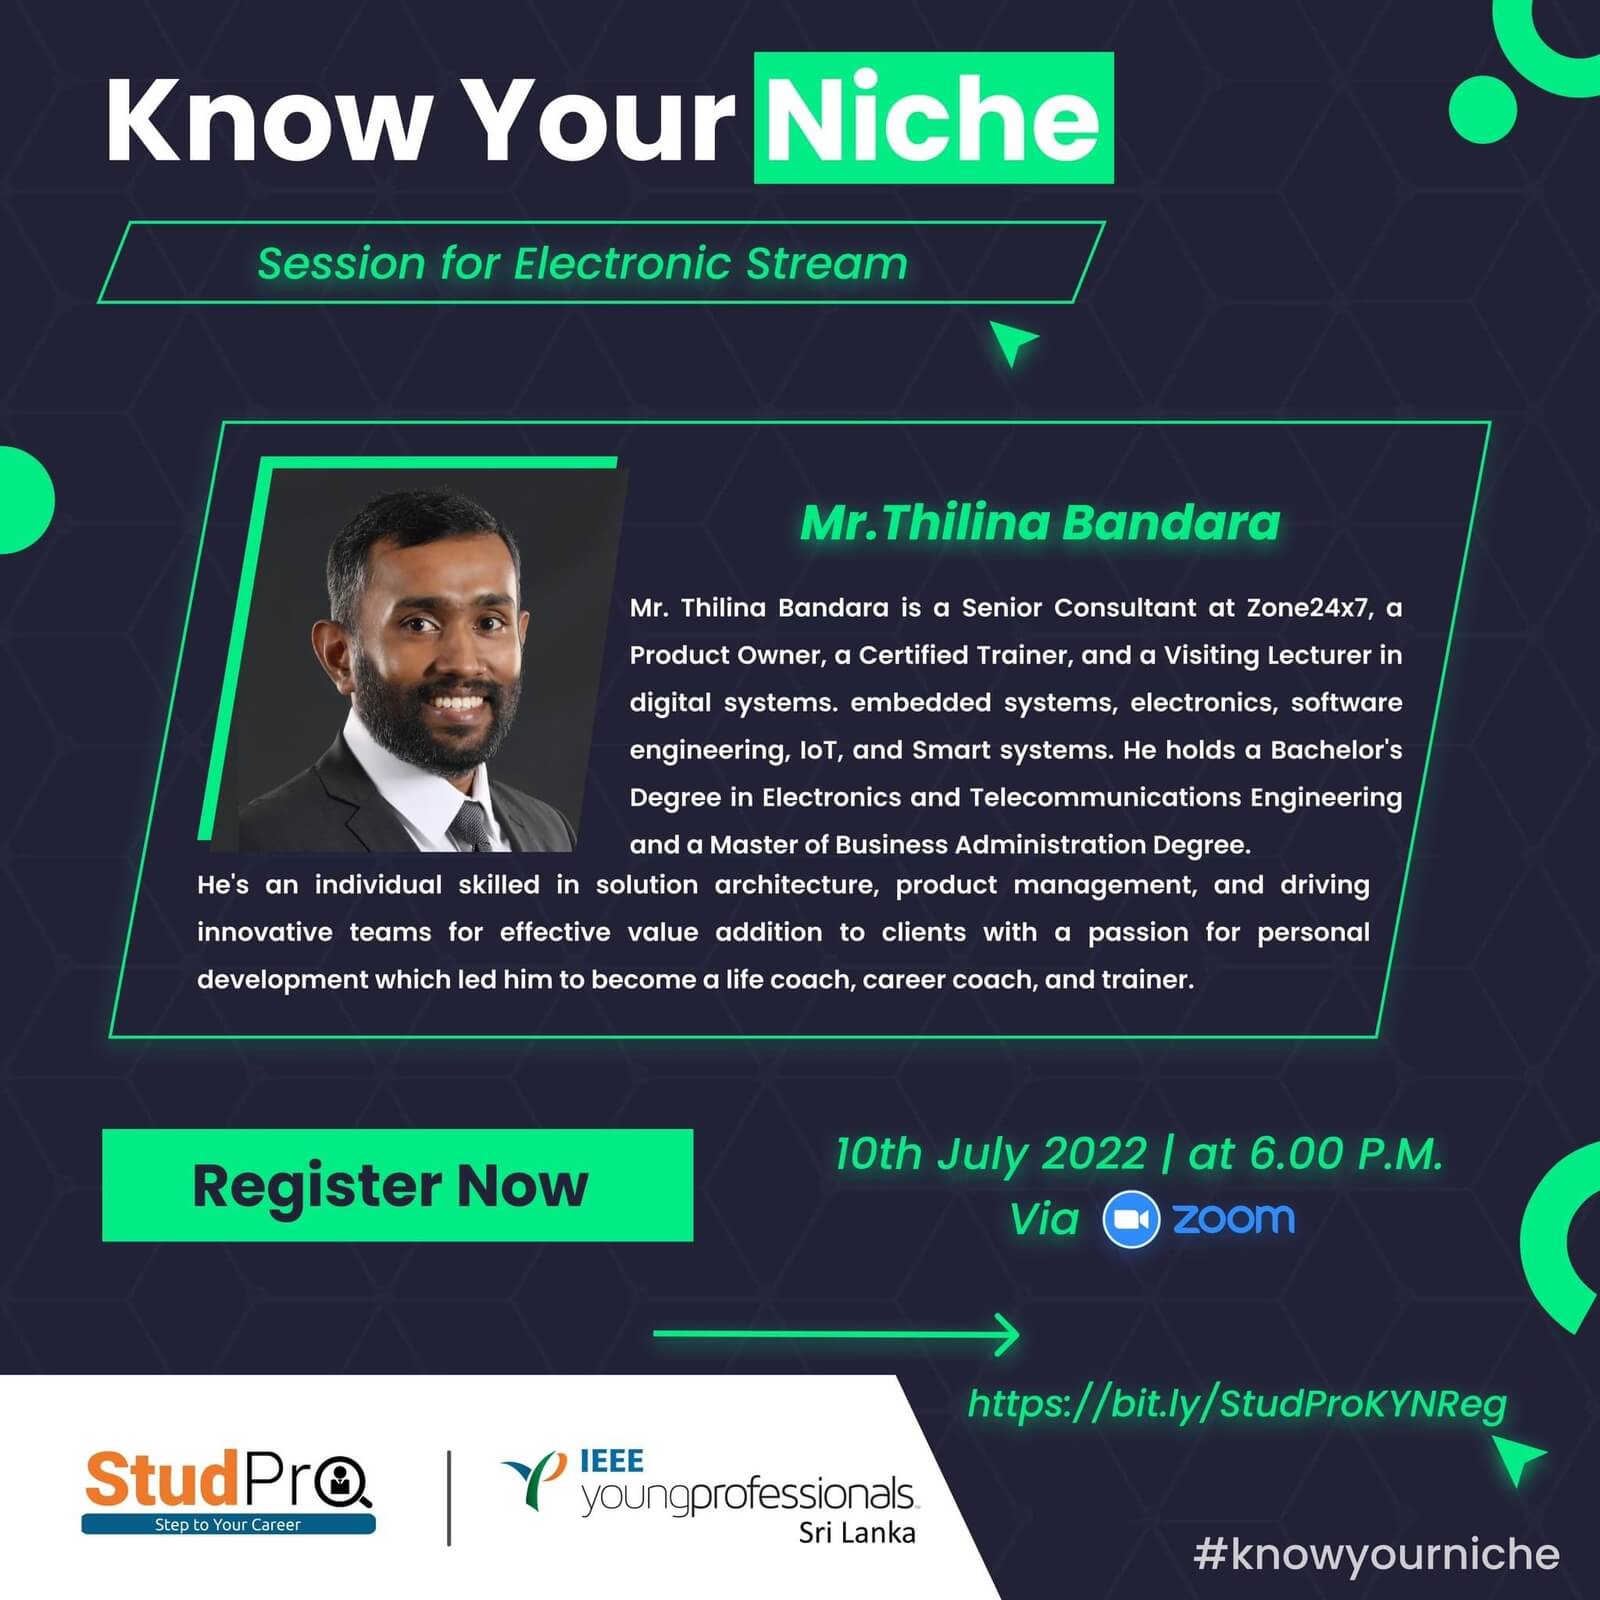 Know Your Niche
Session for Electronic Stream
Mr.Thilina Bandara
Mr. Thilina Bandara is a Senior Consultant at Zone24x7, a
Product Owner, a Certified Trainer, and a Visiting Lecturer in
digital systems. embedded systems, electronics, software
engineering, IoT, and Smart systems. He holds a Bachelor's
Degree in Electronics and Telecommunications Engineering
and a Master of Business Administration Degree.
He's an individual skilled in solution architecture, product management, and driving
innovative teams for effective value addition to clients with a passion for personal
development which led him to become a life coach, career coach, and trainer.
Register Now
10th July 2022 | at 6.00 P.M.
Via zoom
https://bit.ly/StudProKYNReg
StudPro
Step to Your Career
IEEE
youngprofessionals
Sri Lanka
#knowyourniche